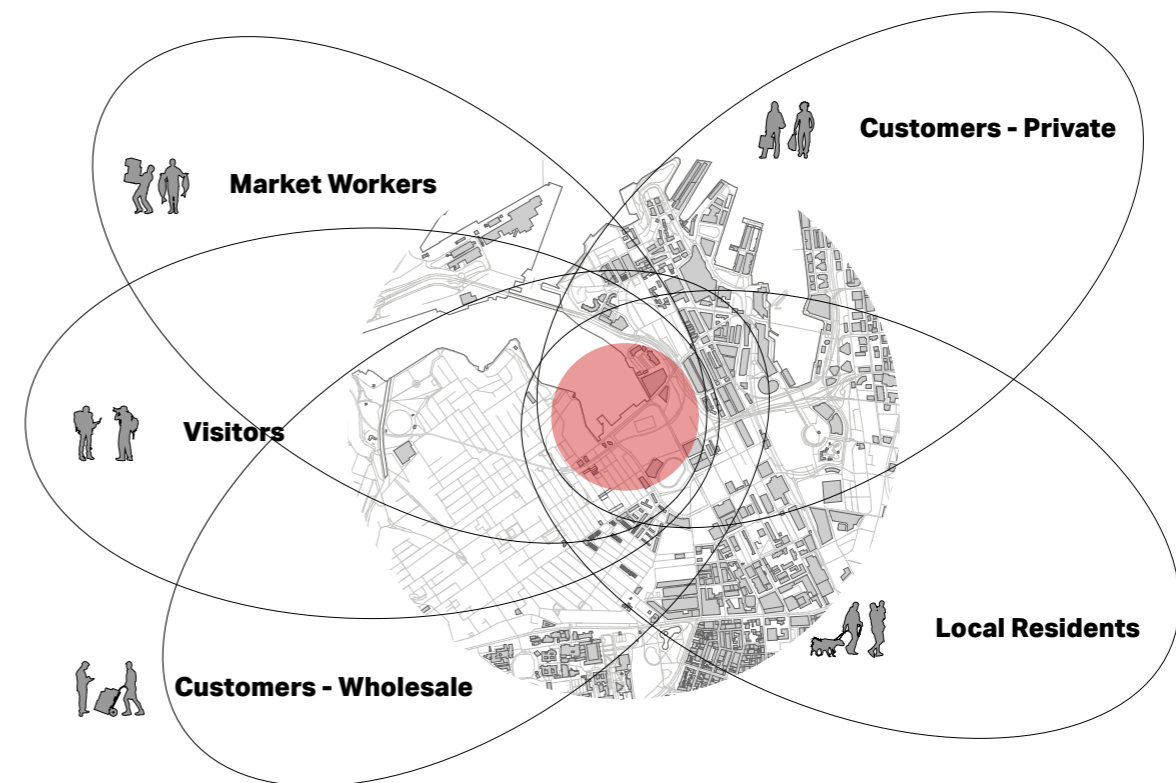 Customers - Private
Market Workers
Visitors
Local Residents
Customers - Wholesale